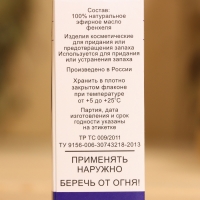 Состав:
100% натуральное
эфирное масло
фенхеля
Изделия косметические
для придания или
предотвращения запаха
Используется для придания
или устранения запаха
Произведено в России
Хранить в плотно
закрытом флаконе
при температуре
от +5 до +25°C
Партия, дата
изготовления и срок
годности указаны
на этикетке
ТР ТС 009/2011
ТУ 9156-006-30743218-2013
ПРИМЕНЯТЬ
НАРУЖНО
БЕРЕЧЬ ОТ ОГНЯ!